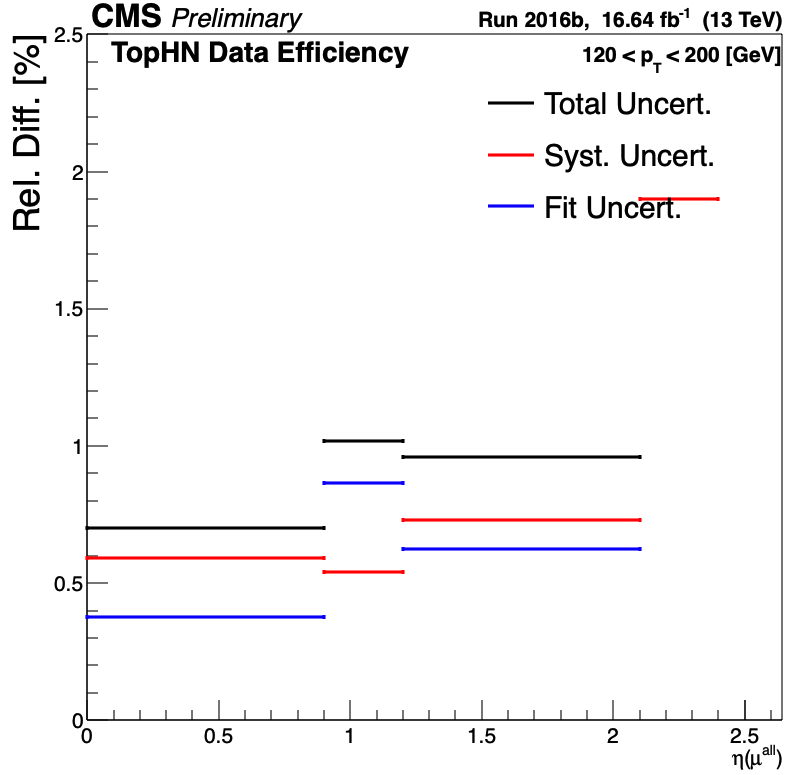 CMS Preliminary
Run 2016b, 16.64 fb⁻¹ (13 TeV)
TopHN Data Efficiency
120 < p_T < 200 [GeV]
Rel. Diff. [%]
Total Uncert.
Syst. Uncert.
Fit Uncert.
2.5
2
1.5
1
0.5
0
0 0.5 1 1.5 2 2.5
η(μ^all)